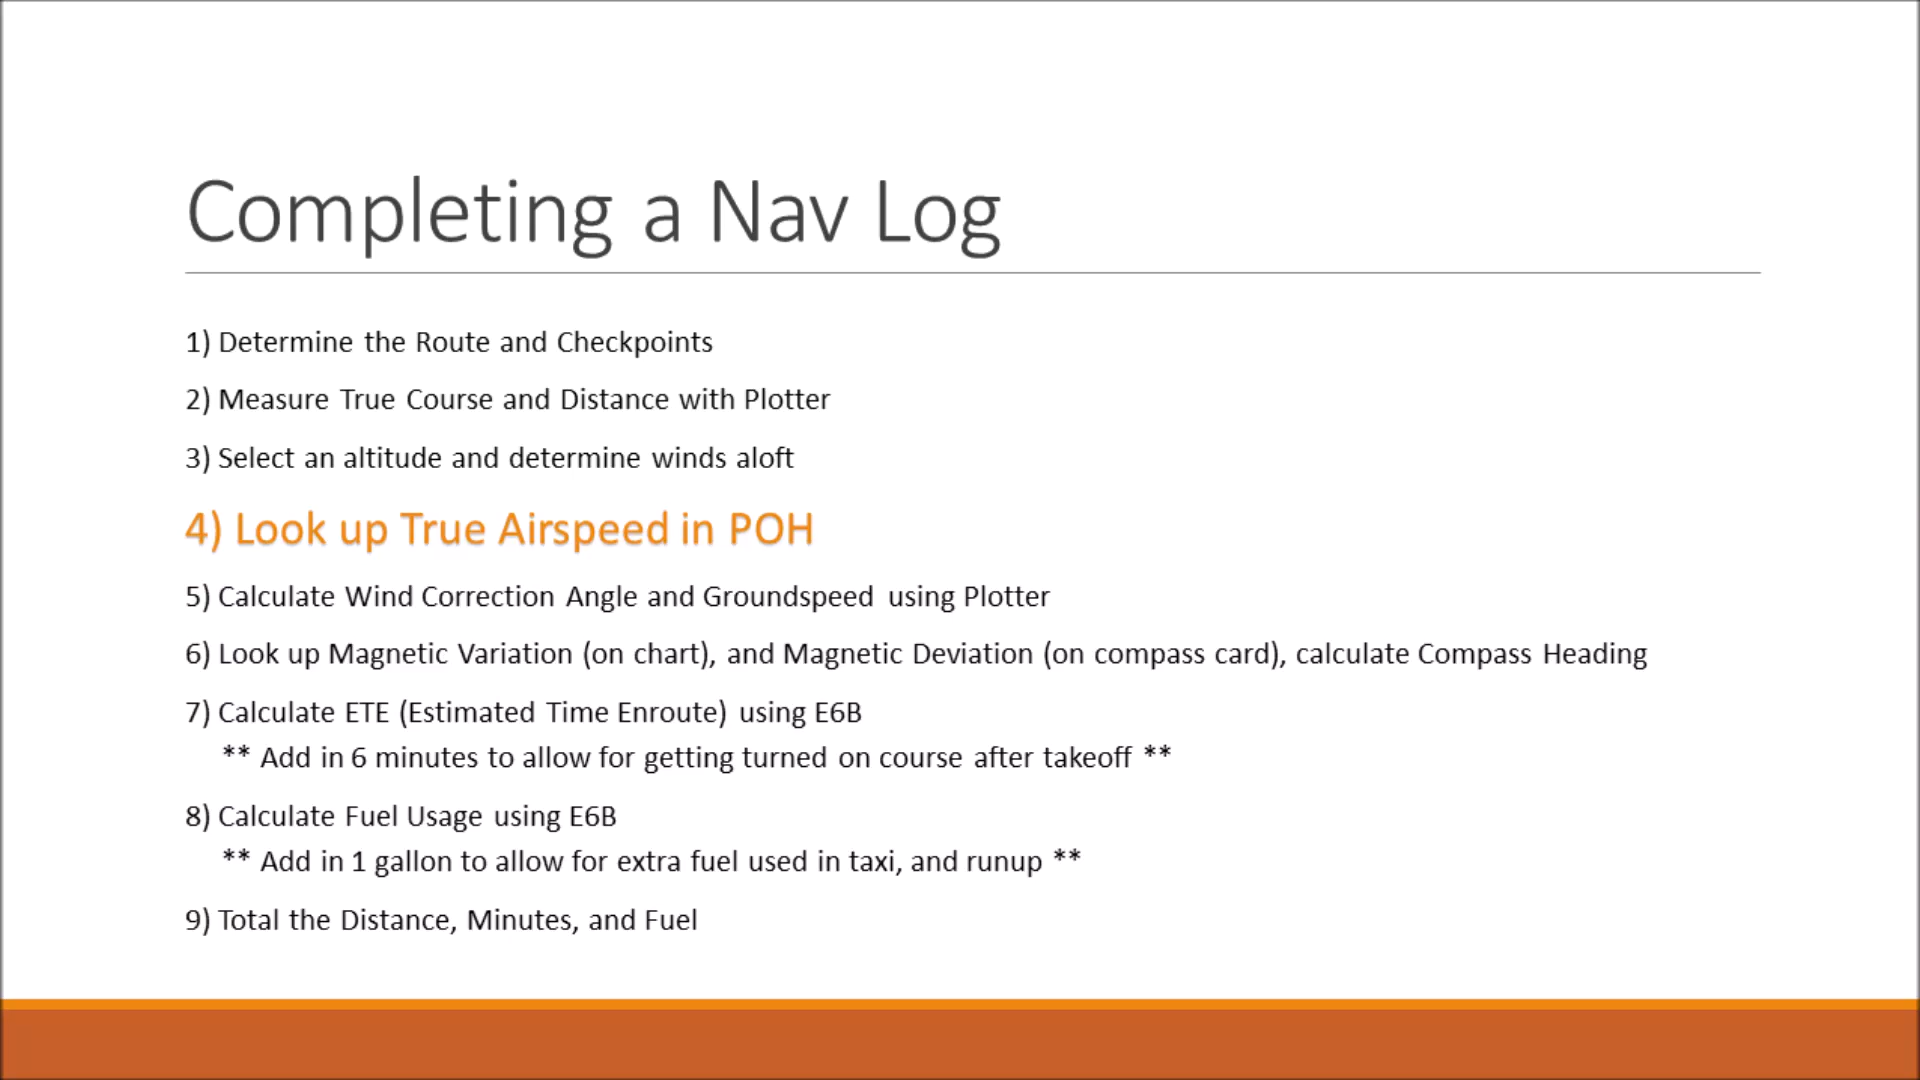 Completing a Nav Log
1) Determine the Route and Checkpoints
2) Measure True Course and Distance with Plotter
3) Select an altitude and determine winds aloft
4) Look up True Airspeed in POH
5) Calculate Wind Correction Angle and Groundspeed using Plotter
6) Look up Magnetic Variation (on chart), and Magnetic Deviation (on compass card), calculate Compass Heading
7) Calculate ETE (Estimated Time Enroute) using E6B
** Add in 6 minutes to allow for getting turned on course after takeoff **
8) Calculate Fuel Usage using E6B
** Add in 1 gallon to allow for extra fuel used in taxi, and runup **
9) Total the Distance, Minutes, and Fuel